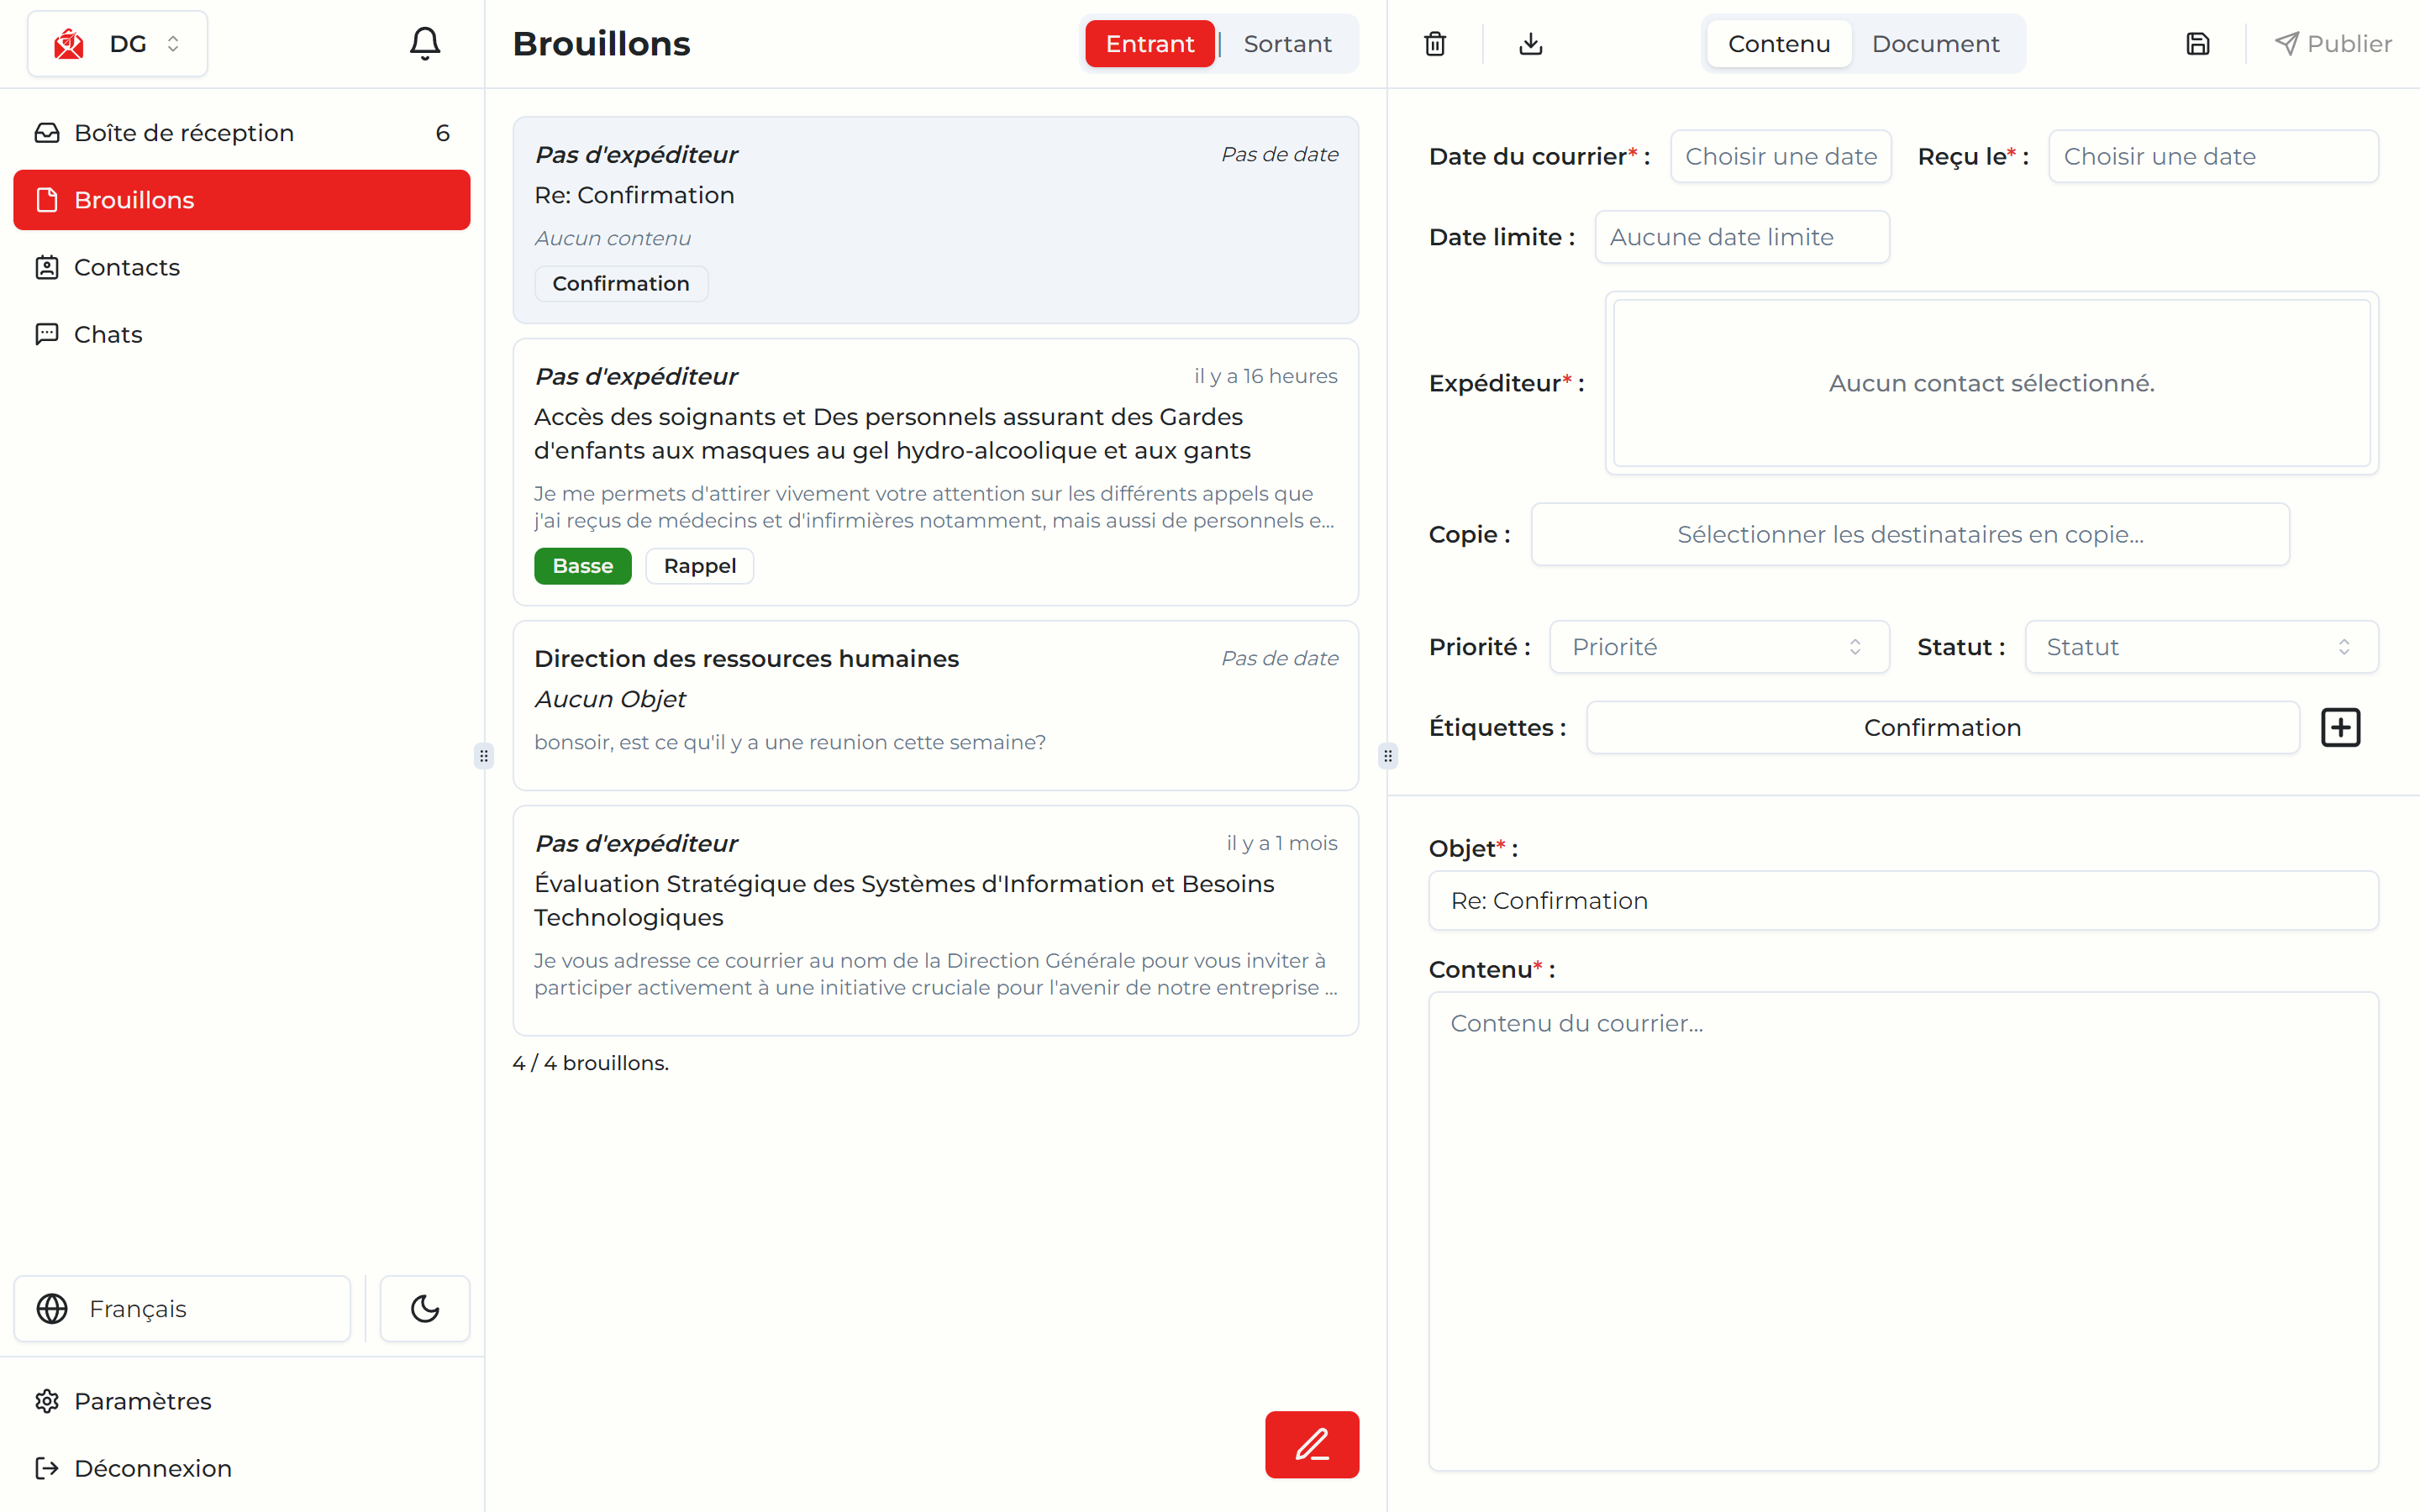 DG
Boîte de réception 6
Brouillons
Contacts
Chats
Français
Paramètres
Déconnexion
Brouillons
Entrant | Sortant
Pas d'expéditeur Pas de date
Re: Confirmation
Aucun contenu
Confirmation
Pas d'expéditeur il y a 16 heures
Accès des soignants et Des personnels assurant des Gardes
d'enfants aux masques au gel hydro-alcoolique et aux gants
Je me permets d'attirer vivement votre attention sur les différents appels que
j'ai reçus de médecins et d'infirmières notamment, mais aussi de personnels e...
Basse Rappel
Direction des ressources humaines Pas de date
Aucun Objet
bonsoir, est ce qu'il y a une reunion cette semaine?
Pas d'expéditeur il y a 1 mois
Évaluation Stratégique des Systèmes d'Information et Besoins
Technologiques
Je vous adresse ce courrier au nom de la Direction Générale pour vous inviter à
participer activement à une initiative cruciale pour l'avenir de notre entreprise ...
4 / 4 brouillons.
Contenu Document
Publier
Date du courrier* : Choisir une date Reçu le* : Choisir une date
Date limite : Aucune date limite
Expéditeur* : Aucun contact sélectionné.
Copie : Sélectionner les destinataires en copie...
Priorité : Priorité Statut : Statut
Étiquettes : Confirmation
Objet* :
Re: Confirmation
Contenu* :
Contenu du courrier...